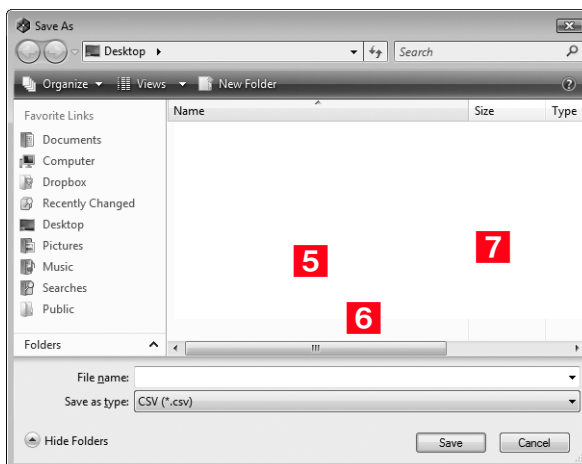 Save As
Desktop
Search
Organize Views New Folder
Favorite Links
Documents
Computer
Dropbox
Recently Changed
Desktop
Pictures
Music
Searches
Public
Folders
Name Size Type
5
7
6
File name:
Save as type: CSV (*.csv)
Hide Folders
Save Cancel